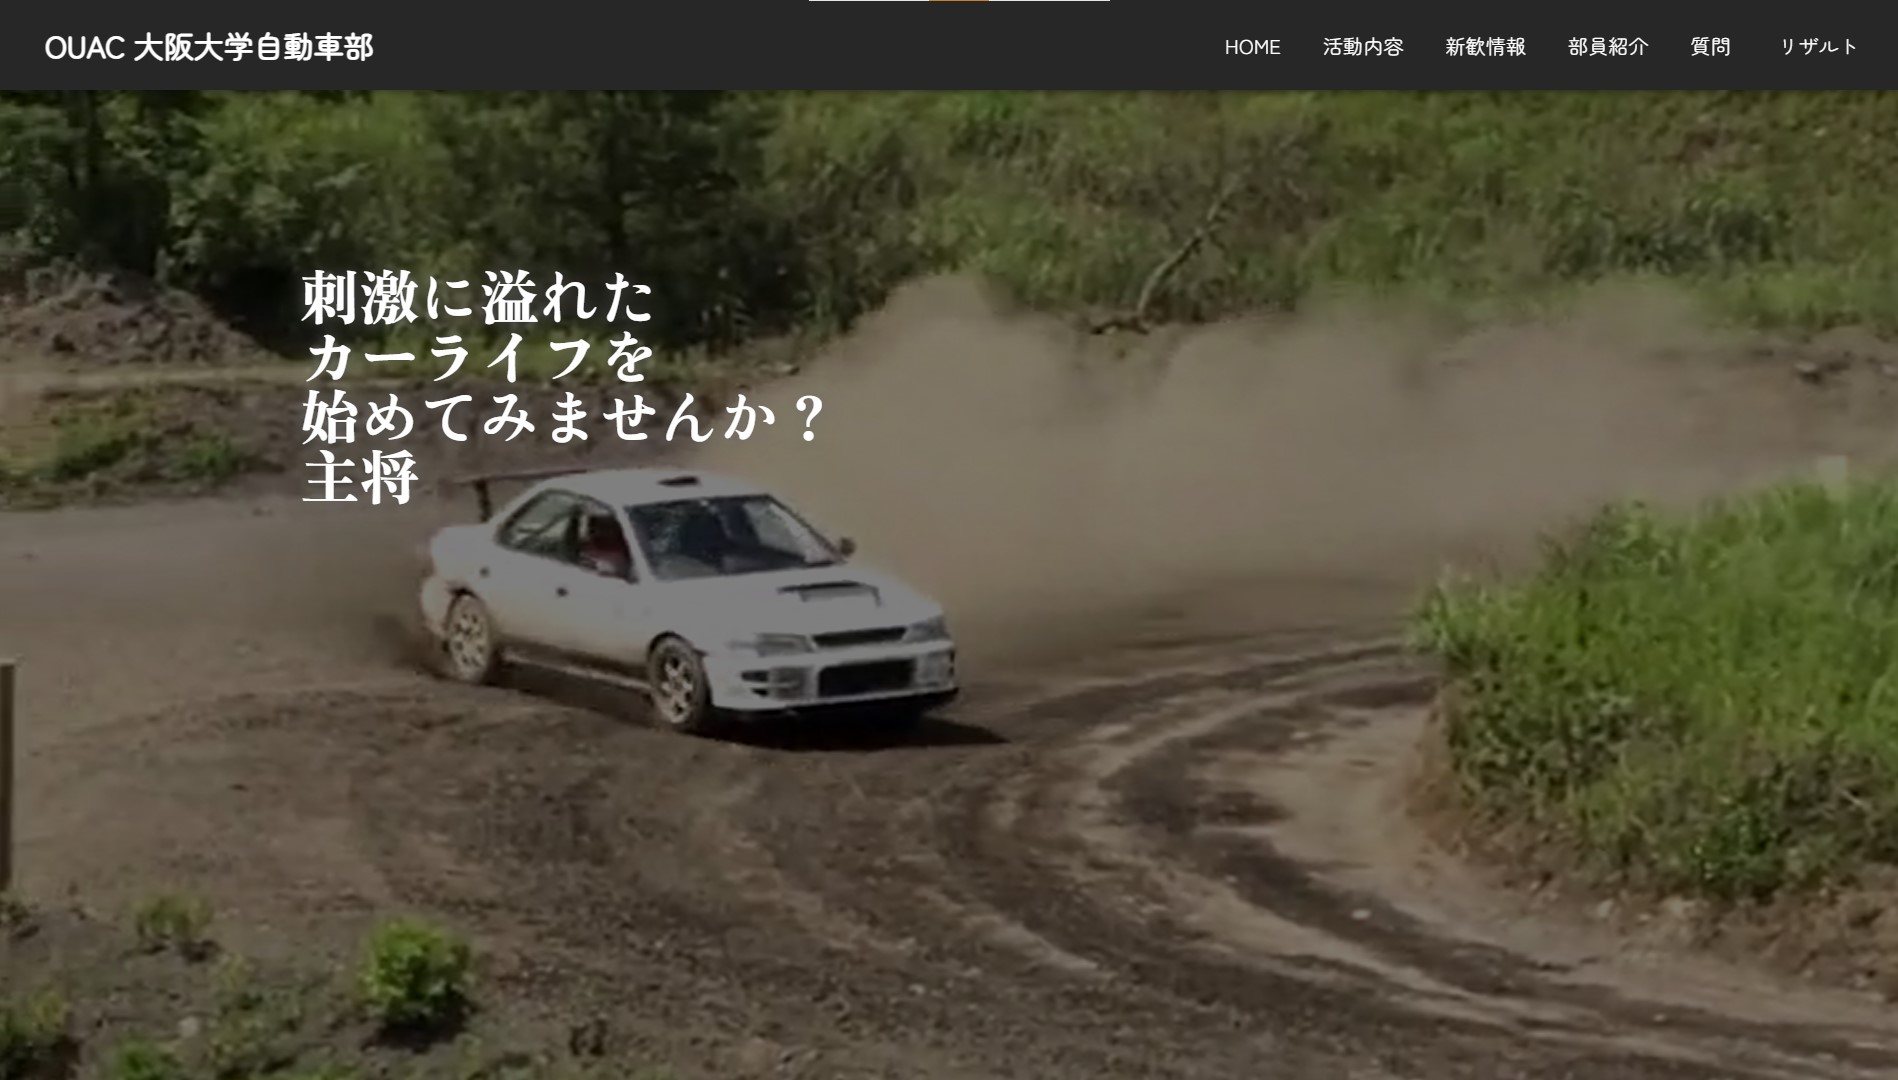 OUAC 大阪大学自動車部
HOME 活動内容 新歓情報 部員紹介 質問 リザルト
刺激に溢れた
カーライフを
始めてみませんか？
主将